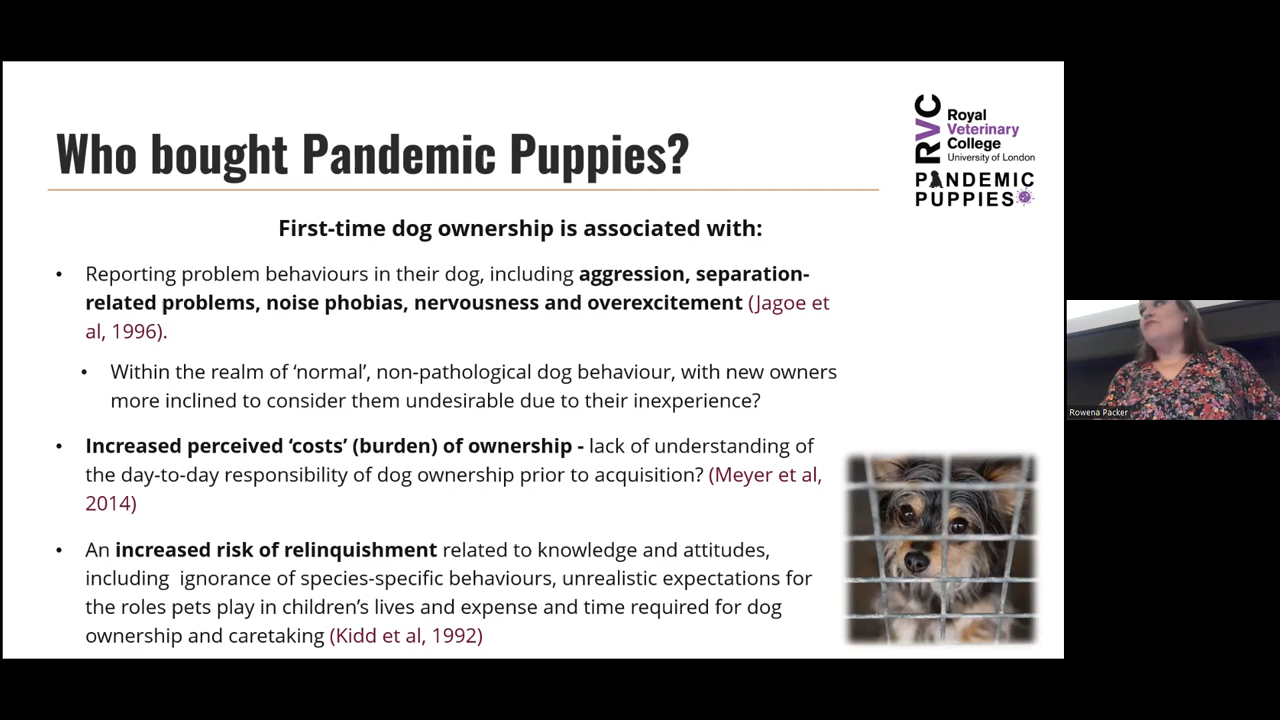 Who bought Pandemic Puppies?
RVC
Royal
Veterinary
College
University of London
PANDEMIC
PUPPIES
First-time dog ownership is associated with:
• Reporting problem behaviours in their dog, including aggression, separation-
related problems, noise phobias, nervousness and overexcitement (Jagoe et
al, 1996).
• Within the realm of ‘normal’, non-pathological dog behaviour, with new owners
more inclined to consider them undesirable due to their inexperience?
• Increased perceived ‘costs’ (burden) of ownership - lack of understanding of
the day-to-day responsibility of dog ownership prior to acquisition? (Meyer et al,
2014)
• An increased risk of relinquishment related to knowledge and attitudes,
including ignorance of species-specific behaviours, unrealistic expectations for
the roles pets play in children’s lives and expense and time required for dog
ownership and caretaking (Kidd et al, 1992)
Rowena Packer